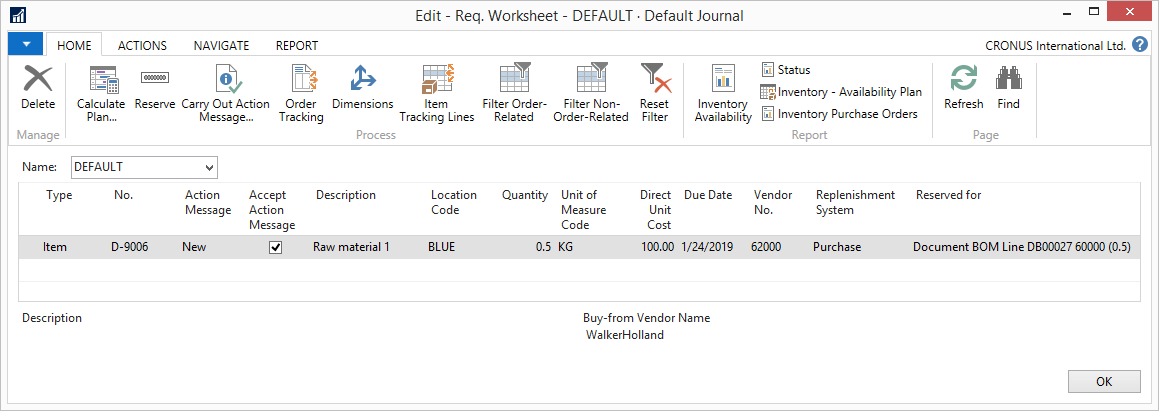 Edit - Req. Worksheet - DEFAULT · Default Journal
HOME ACTIONS NAVIGATE REPORT CRONUS International Ltd. ?
Delete
Calculate
Plan...
Reserve
Carry Out Action
Message...
Order
Tracking
Dimensions
Item
Tracking Lines
Filter Order-
Related
Filter Non-
Order-Related
Reset
Filter
Inventory
Availability
Status
Inventory - Availability Plan
Inventory Purchase Orders
Refresh
Find
Manage Process Report Page
Name: DEFAULT
Type
No.
Action
Message
Accept
Action
Message
Description
Location
Code
Quantity
Unit of
Measure
Code
Direct
Unit
Cost
Due Date
Vendor
No.
Replenishment
System
Reserved for
Item D-9006 New Raw material 1 BLUE 0.5 KG 100.00 1/24/2019 62000 Purchase Document BOM Line DB00027 60000 (0.5)
Description Buy-from Vendor Name
WalkerHolland
OK